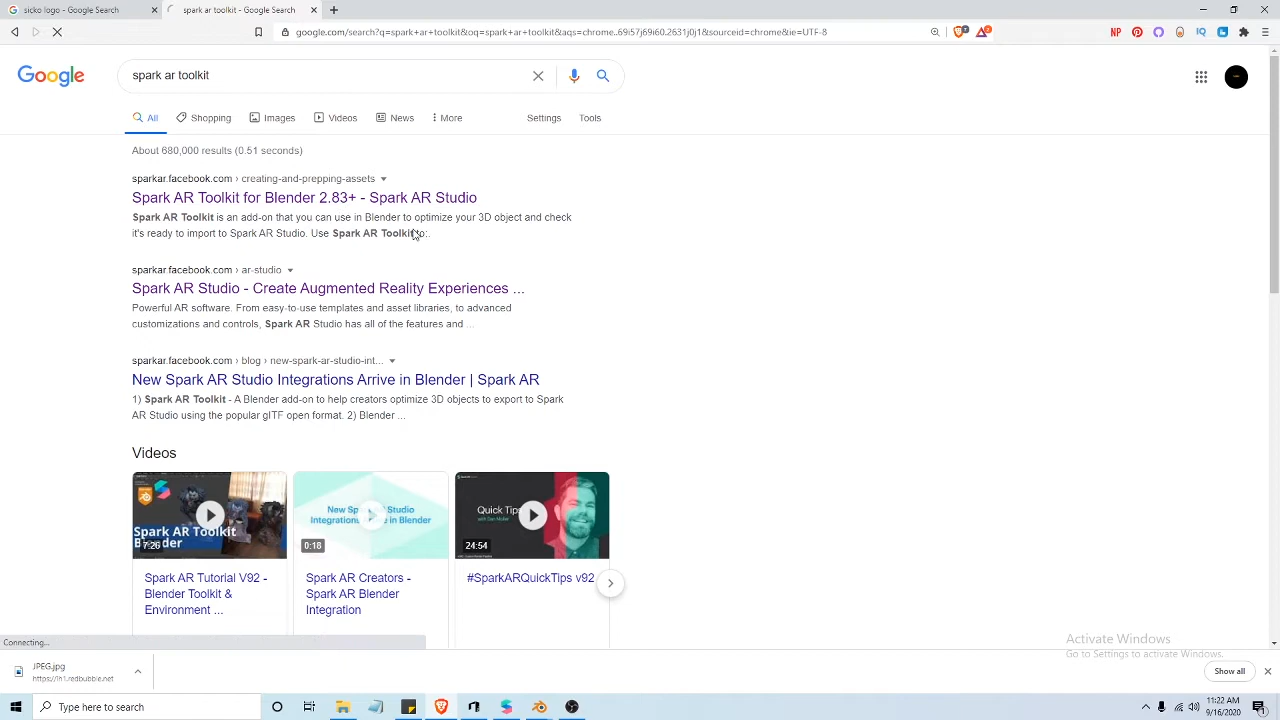 sicko logo - Google Search
spark ar toolkit - Google Search
google.com/search?q=spark+ar+toolkit&oq=spark+ar+toolkit&aqs=chrome..69i57j69i60.2631j0j1&sourceid=chrome&ie=UTF-8
NP
IQ
Google
spark ar toolkit
All Shopping Images Videos News More Settings Tools
About 680,000 results (0.51 seconds)
sparkar.facebook.com › creating-and-prepping-assets
Spark AR Toolkit for Blender 2.83+ - Spark AR Studio
Spark AR Toolkit is an add-on that you can use in Blender to optimize your 3D object and check
it's ready to import to Spark AR Studio. Use Spark AR Toolkit to:.
sparkar.facebook.com › ar-studio
Spark AR Studio - Create Augmented Reality Experiences ...
Powerful AR software. From easy-to-use templates and asset libraries, to advanced
customizations and controls, Spark AR Studio has all of the features and ...
sparkar.facebook.com › blog › new-spark-ar-studio-int...
New Spark AR Studio Integrations Arrive in Blender | Spark AR
1) Spark AR Toolkit - A Blender add-on to help creators optimize 3D objects to export to Spark
AR Studio using the popular glTF open format. 2) Blender ...
Videos
Spark AR Toolkit
Blender
7:26
New Spark AR Studio
Integrations Arrive in Blender
0:18
Quick Tips
with Dan Moller
24:54
Spark AR Tutorial V92 -
Blender Toolkit &
Environment ...
Spark AR Creators -
Spark AR Blender
Integration
#SparkARQuickTips v92
Connecting...
Activate Windows
Go to Settings to activate Windows.
JPEG.jpg
https://ih1.redbubble.net
Show all
Type here to search
11:22 AM
9/16/2020